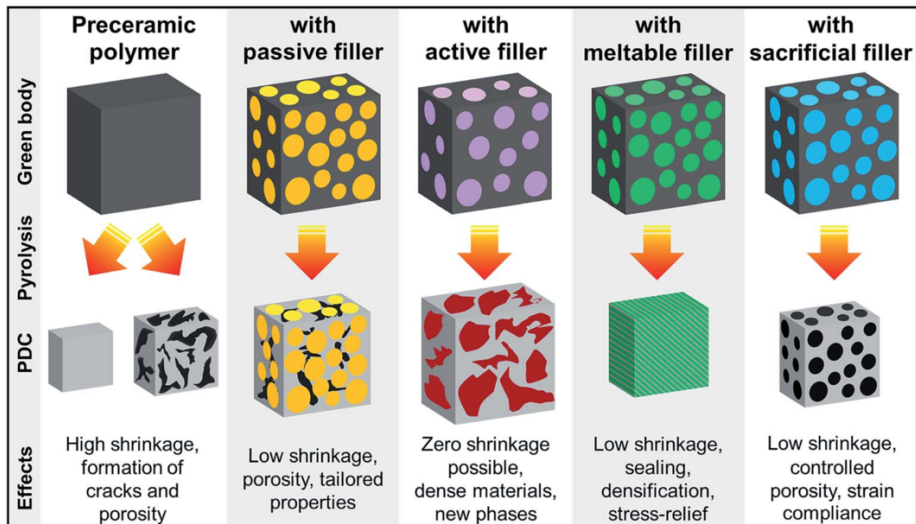 Preceramic
polymer
with
passive filler
with
active filler
with
meltable filler
with
sacrificial filler
Green body
Pyrolysis
PDC
Effects
High shrinkage,
formation of
cracks and
porosity
Low shrinkage,
porosity, tailored
properties
Zero shrinkage
possible,
dense materials,
new phases
Low shrinkage,
sealing,
densification,
stress-relief
Low shrinkage,
controlled
porosity, strain
compliance